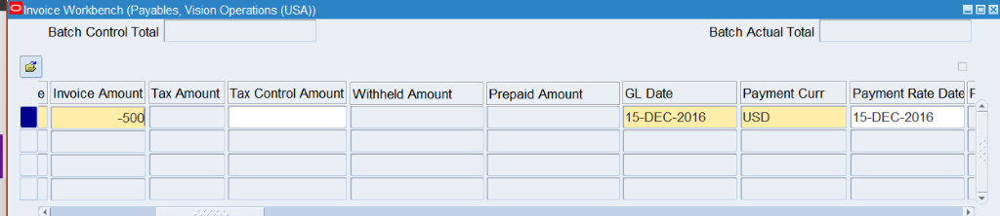 Invoice Workbench (Payables, Vision Operations (USA))
Batch Control Total Batch Actual Total
e Invoice Amount Tax Amount Tax Control Amount Withheld Amount Prepaid Amount GL Date Payment Curr Payment Rate Date
-500 15-DEC-2016 USD 15-DEC-2016